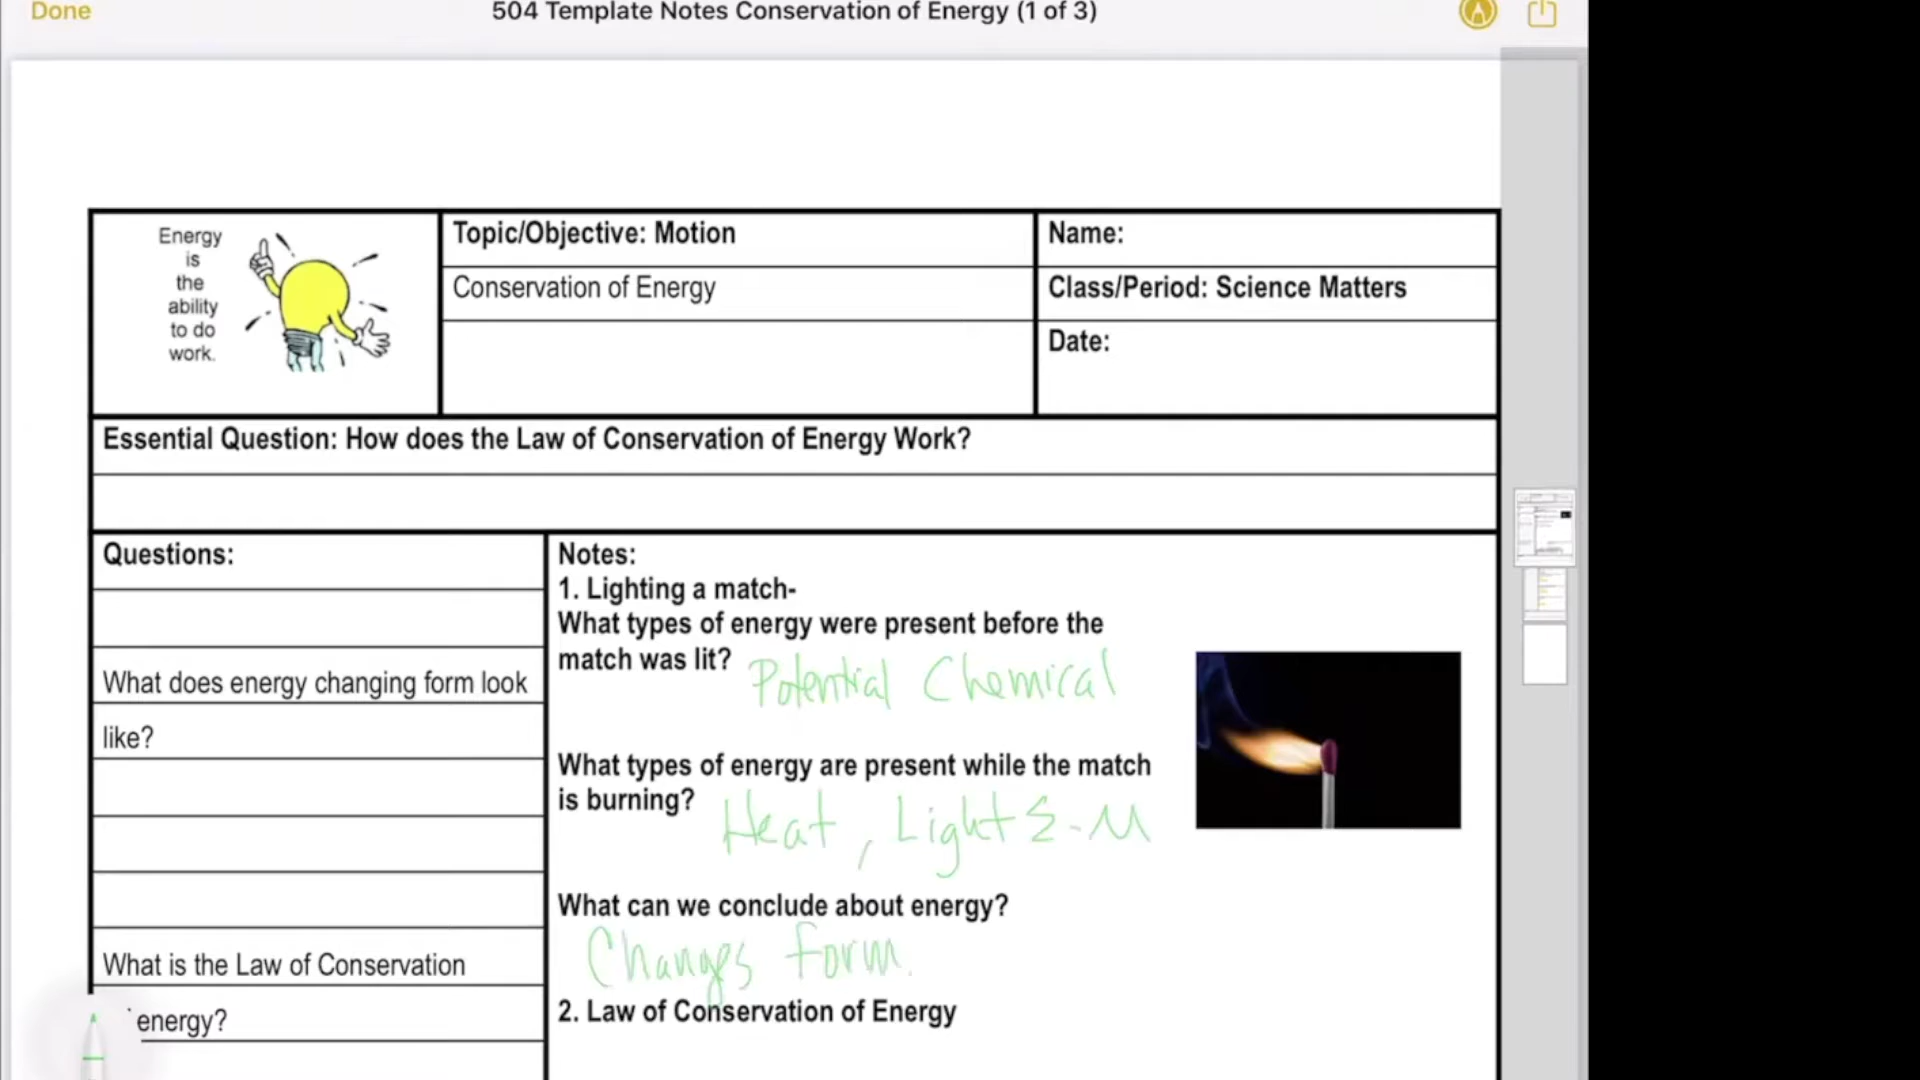 Done
504 Template Notes Conservation of Energy (1 of 3)
Energy
is
the
ability
to do
work.
Topic/Objective: Motion
Conservation of Energy
Name:
Class/Period: Science Matters
Date:
Essential Question: How does the Law of Conservation of Energy Work?
Questions:
What does energy changing form look
like?
What is the Law of Conservation
energy?
Notes:
1. Lighting a match-
What types of energy were present before the
match was lit? Potential Chemical
What types of energy are present while the match
is burning? Heat, Light E-M
What can we conclude about energy?
Changes form.
2. Law of Conservation of Energy